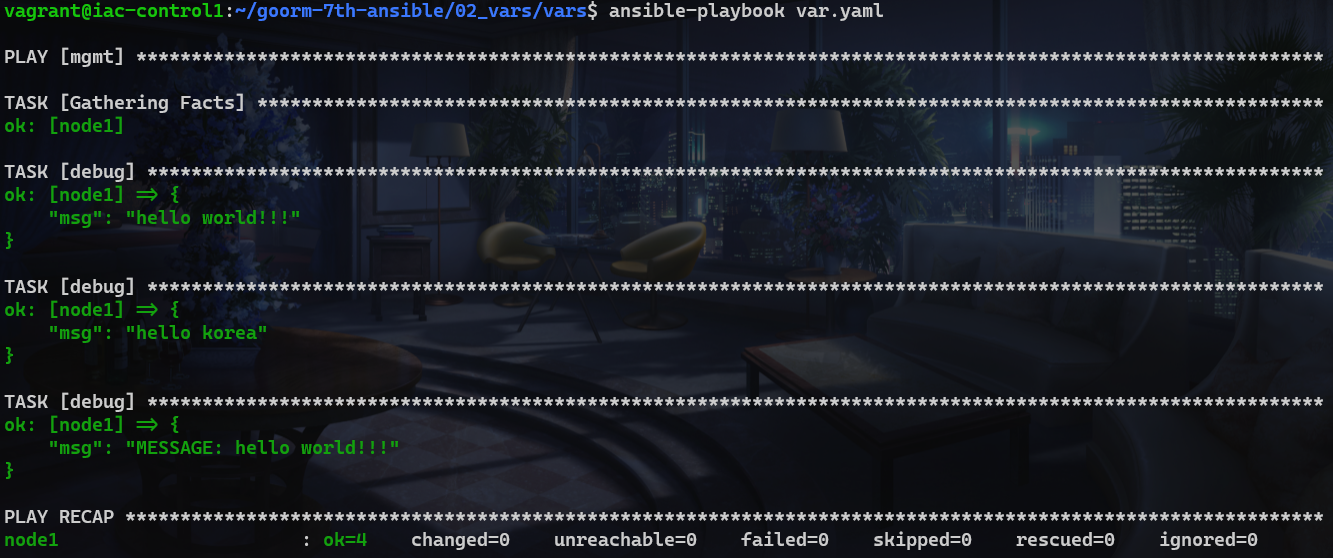 vagrant@iac-control1:~/goorm-7th-ansible/02_vars/vars$ ansible-playbook var.yaml
PLAY [mgmt] ************************************************************************************************************
TASK [Gathering Facts] *************************************************************************************************
ok: [node1]
TASK [debug] ***********************************************************************************************************
ok: [node1] => {
    "msg": "hello world!!!"
}
TASK [debug] ***********************************************************************************************************
ok: [node1] => {
    "msg": "hello korea"
}
TASK [debug] ***********************************************************************************************************
ok: [node1] => {
    "msg": "MESSAGE: hello world!!!"
}
PLAY RECAP *************************************************************************************************************
node1                      : ok=4    changed=0    unreachable=0    failed=0    skipped=0    rescued=0    ignored=0